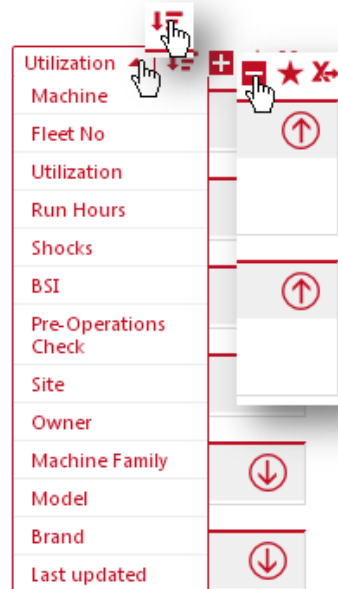 Utilization
Machine
Fleet No
Utilization
Run Hours
Shocks
BSI
Pre-Operations
Check
Site
Owner
Machine Family
Model
Brand
Last updated